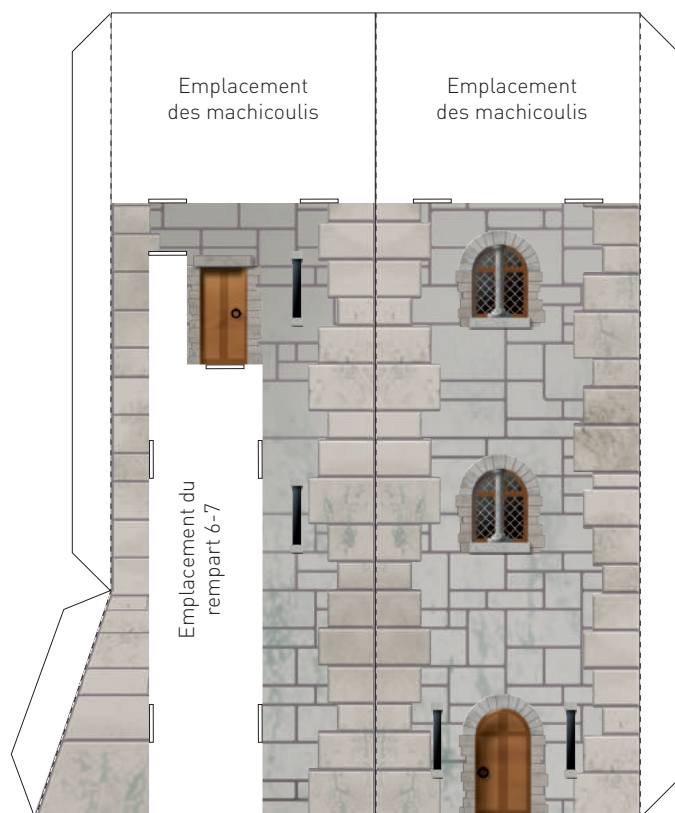 Emplacement
des machicoulis
Emplacement
des machicoulis
Emplacement du
rempart 6-7